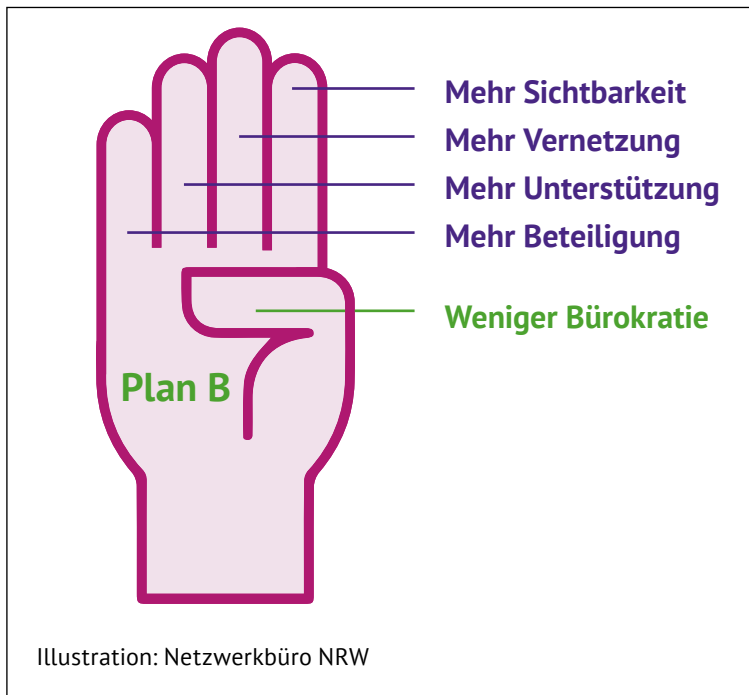 Mehr Sichtbarkeit
Mehr Vernetzung
Mehr Unterstützung
Mehr Beteiligung
Weniger Bürokratie
Plan B
Illustration: Netzwerkbüro NRW